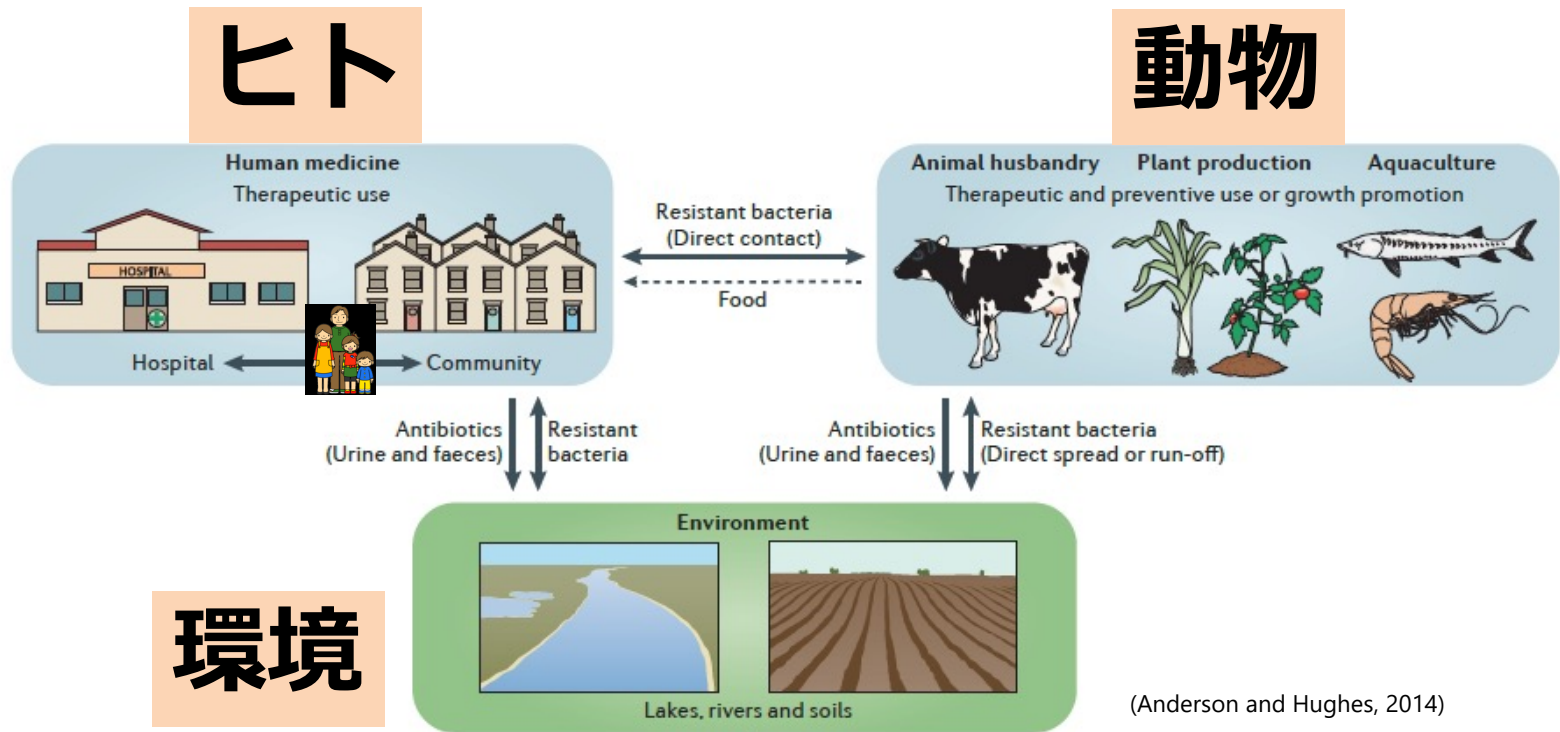 ヒト
動物
Human medicine
Therapeutic use
HOSPITAL
Hospital
Community
Resistant bacteria
(Direct contact)
Food
Animal husbandry
Plant production
Aquaculture
Therapeutic and preventive use or growth promotion
Antibiotics
(Urine and faeces)
Resistant
bacteria
Antibiotics
(Urine and faeces)
Resistant bacteria
(Direct spread or run-off)
環境
Environment
Lakes, rivers and soils
(Anderson and Hughes, 2014)